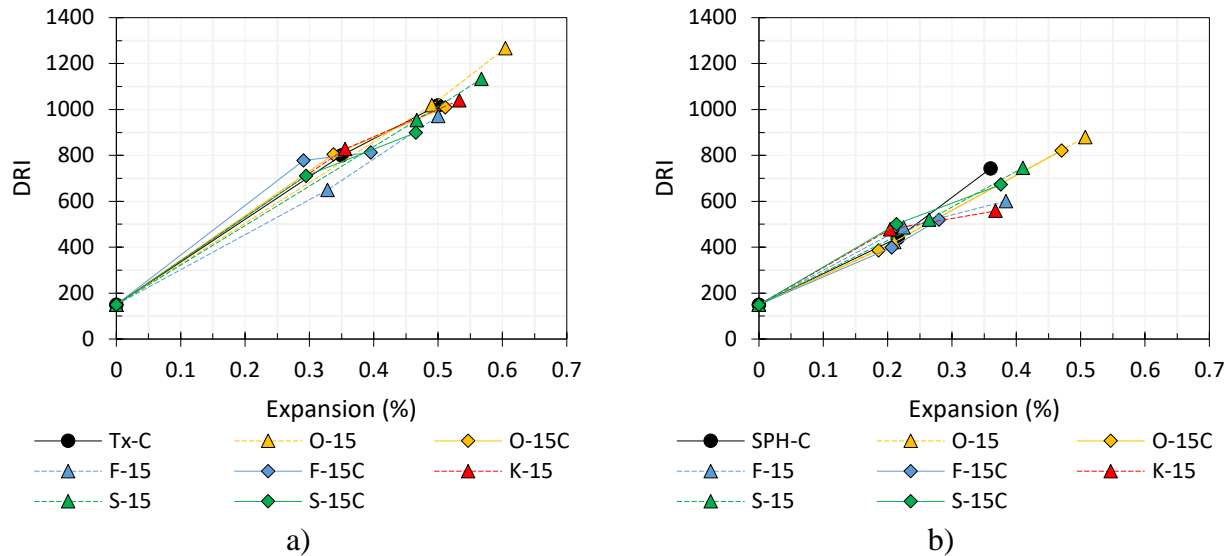 1400
1200
1000
800
600
400
200
0
DRI
0 0.1 0.2 0.3 0.4 0.5 0.6 0.7
Expansion (%)
Tx-C O-15 O-15C
F-15 F-15C K-15
S-15 S-15C
a)
1400
1200
1000
800
600
400
200
0
DRI
0 0.1 0.2 0.3 0.4 0.5 0.6 0.7
Expansion (%)
SPH-C O-15 O-15C
F-15 F-15C K-15
S-15 S-15C
b)